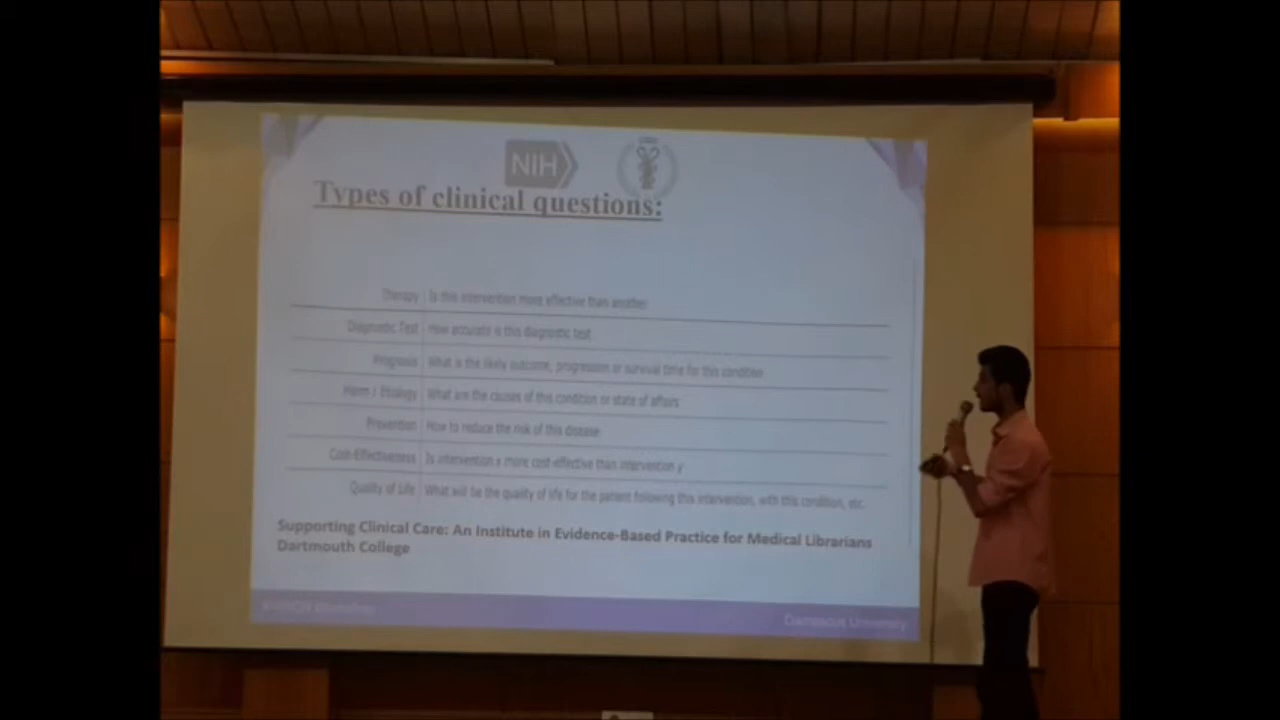 NIH
Types of clinical questions:
Therapy Is this intervention more effective than another
Diagnostic Test How accurate is this diagnostic test
Prognosis What is the likely outcome, progression or survival time for this condition
Harm / Etiology What are the causes of this condition or state of affairs
Prevention How to reduce the risk of this disease
Cost-Effectiveness Is intervention x more cost-effective than intervention y
Quality of Life What will be the quality of life for the patient following this intervention, with this condition, etc.
Supporting Clinical Care: An Institute in Evidence-Based Practice for Medical Librarians
Dartmouth College
Damascus University